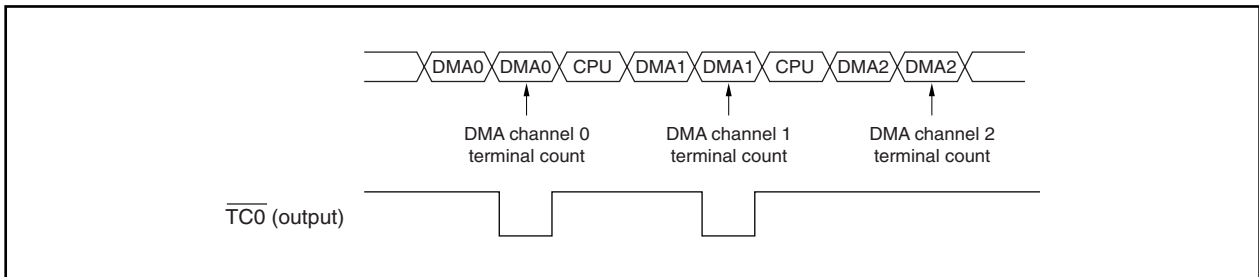 DMA0 DMA0 CPU DMA1 DMA1 CPU DMA2 DMA2
DMA channel 0
terminal count
DMA channel 1
terminal count
DMA channel 2
terminal count
TC0 (output)